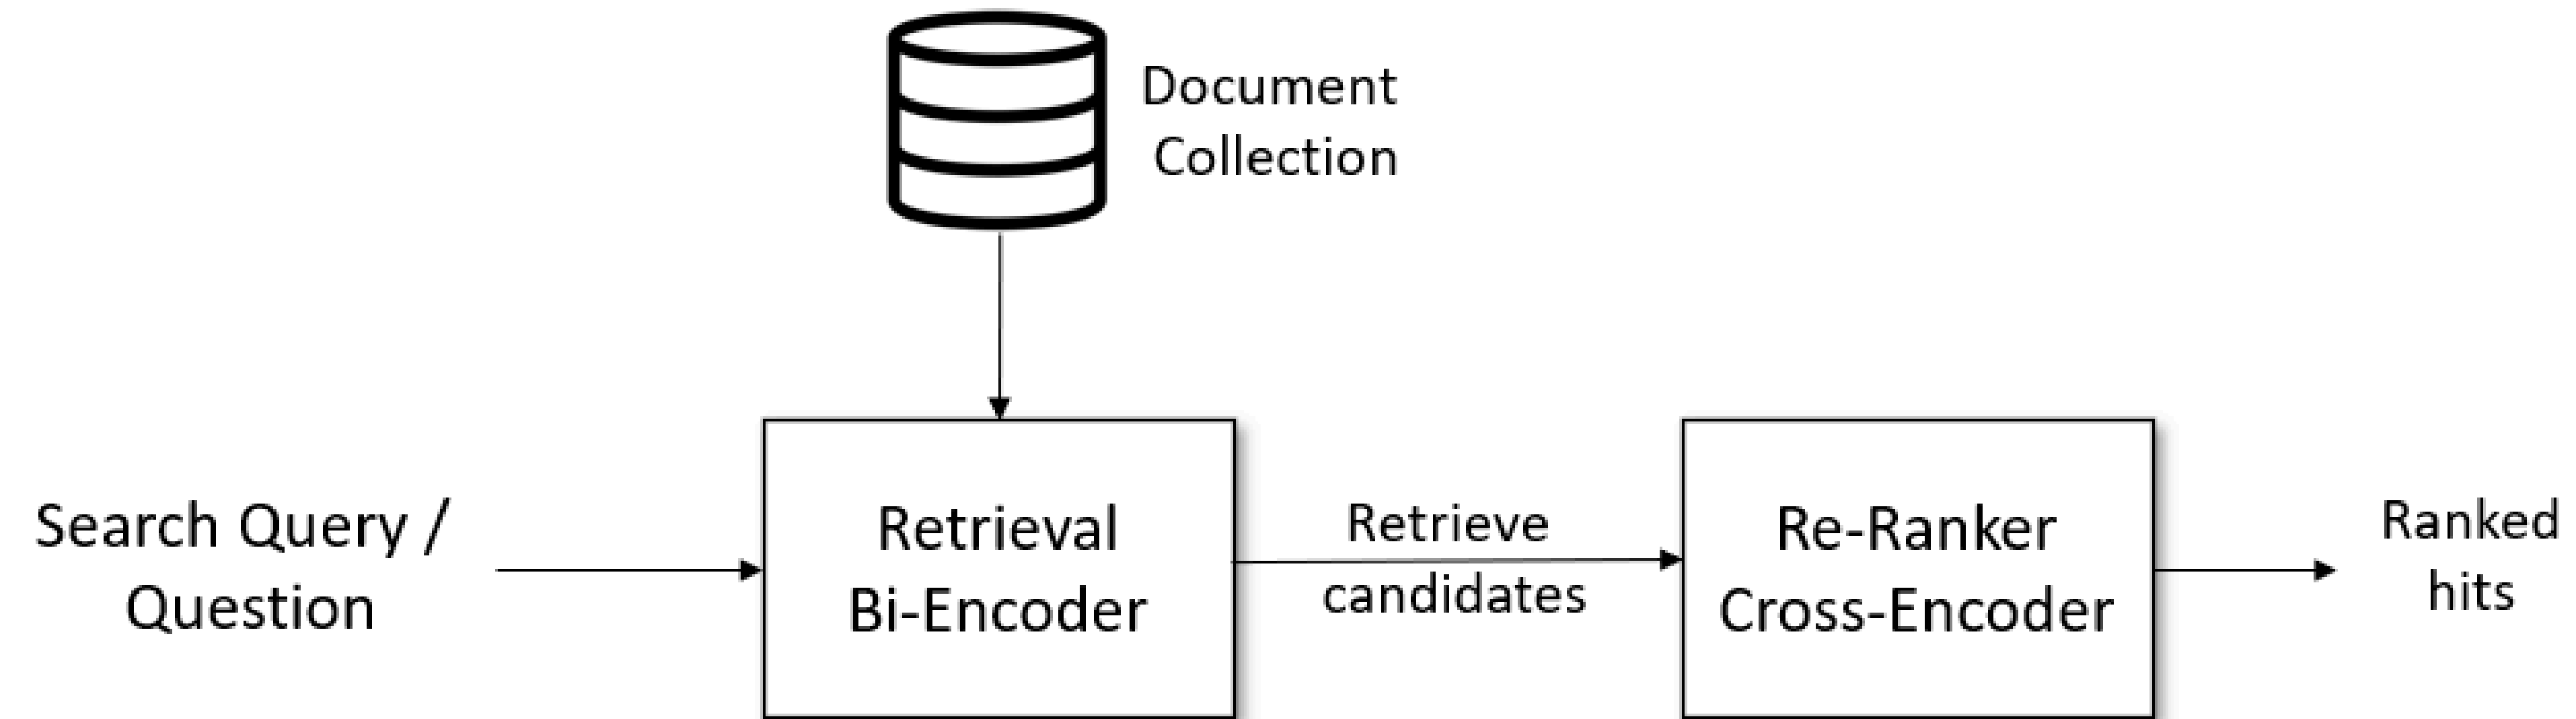 Document
Collection
Search Query /
Question
Retrieval
Bi-Encoder
Retrieve
candidates
Re-Ranker
Cross-Encoder
Ranked
hits